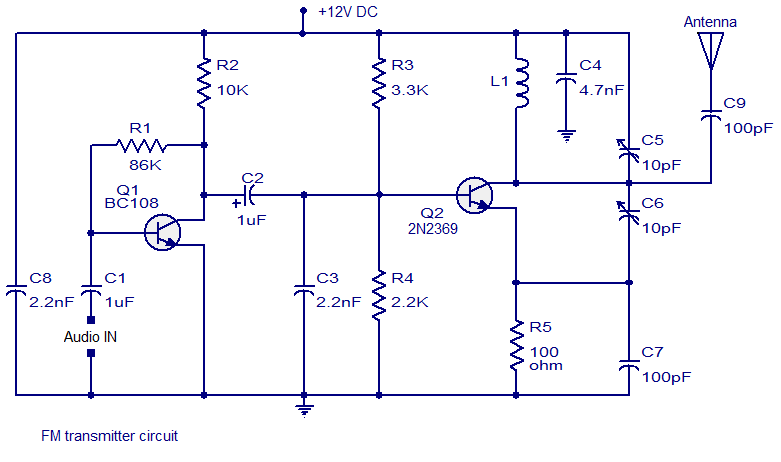 +12V DC
Antenna
R2
10K
R3
3.3K
L1
C4
4.7nF
C9
100pF
R1
86K
C5
10pF
Q1
BC108
C2
+
1uF
Q2
2N2369
C6
10pF
C8
2.2nF
C1
1uF
C3
2.2nF
R4
2.2K
Audio IN
R5
100
ohm
C7
100pF
FM transmitter circuit